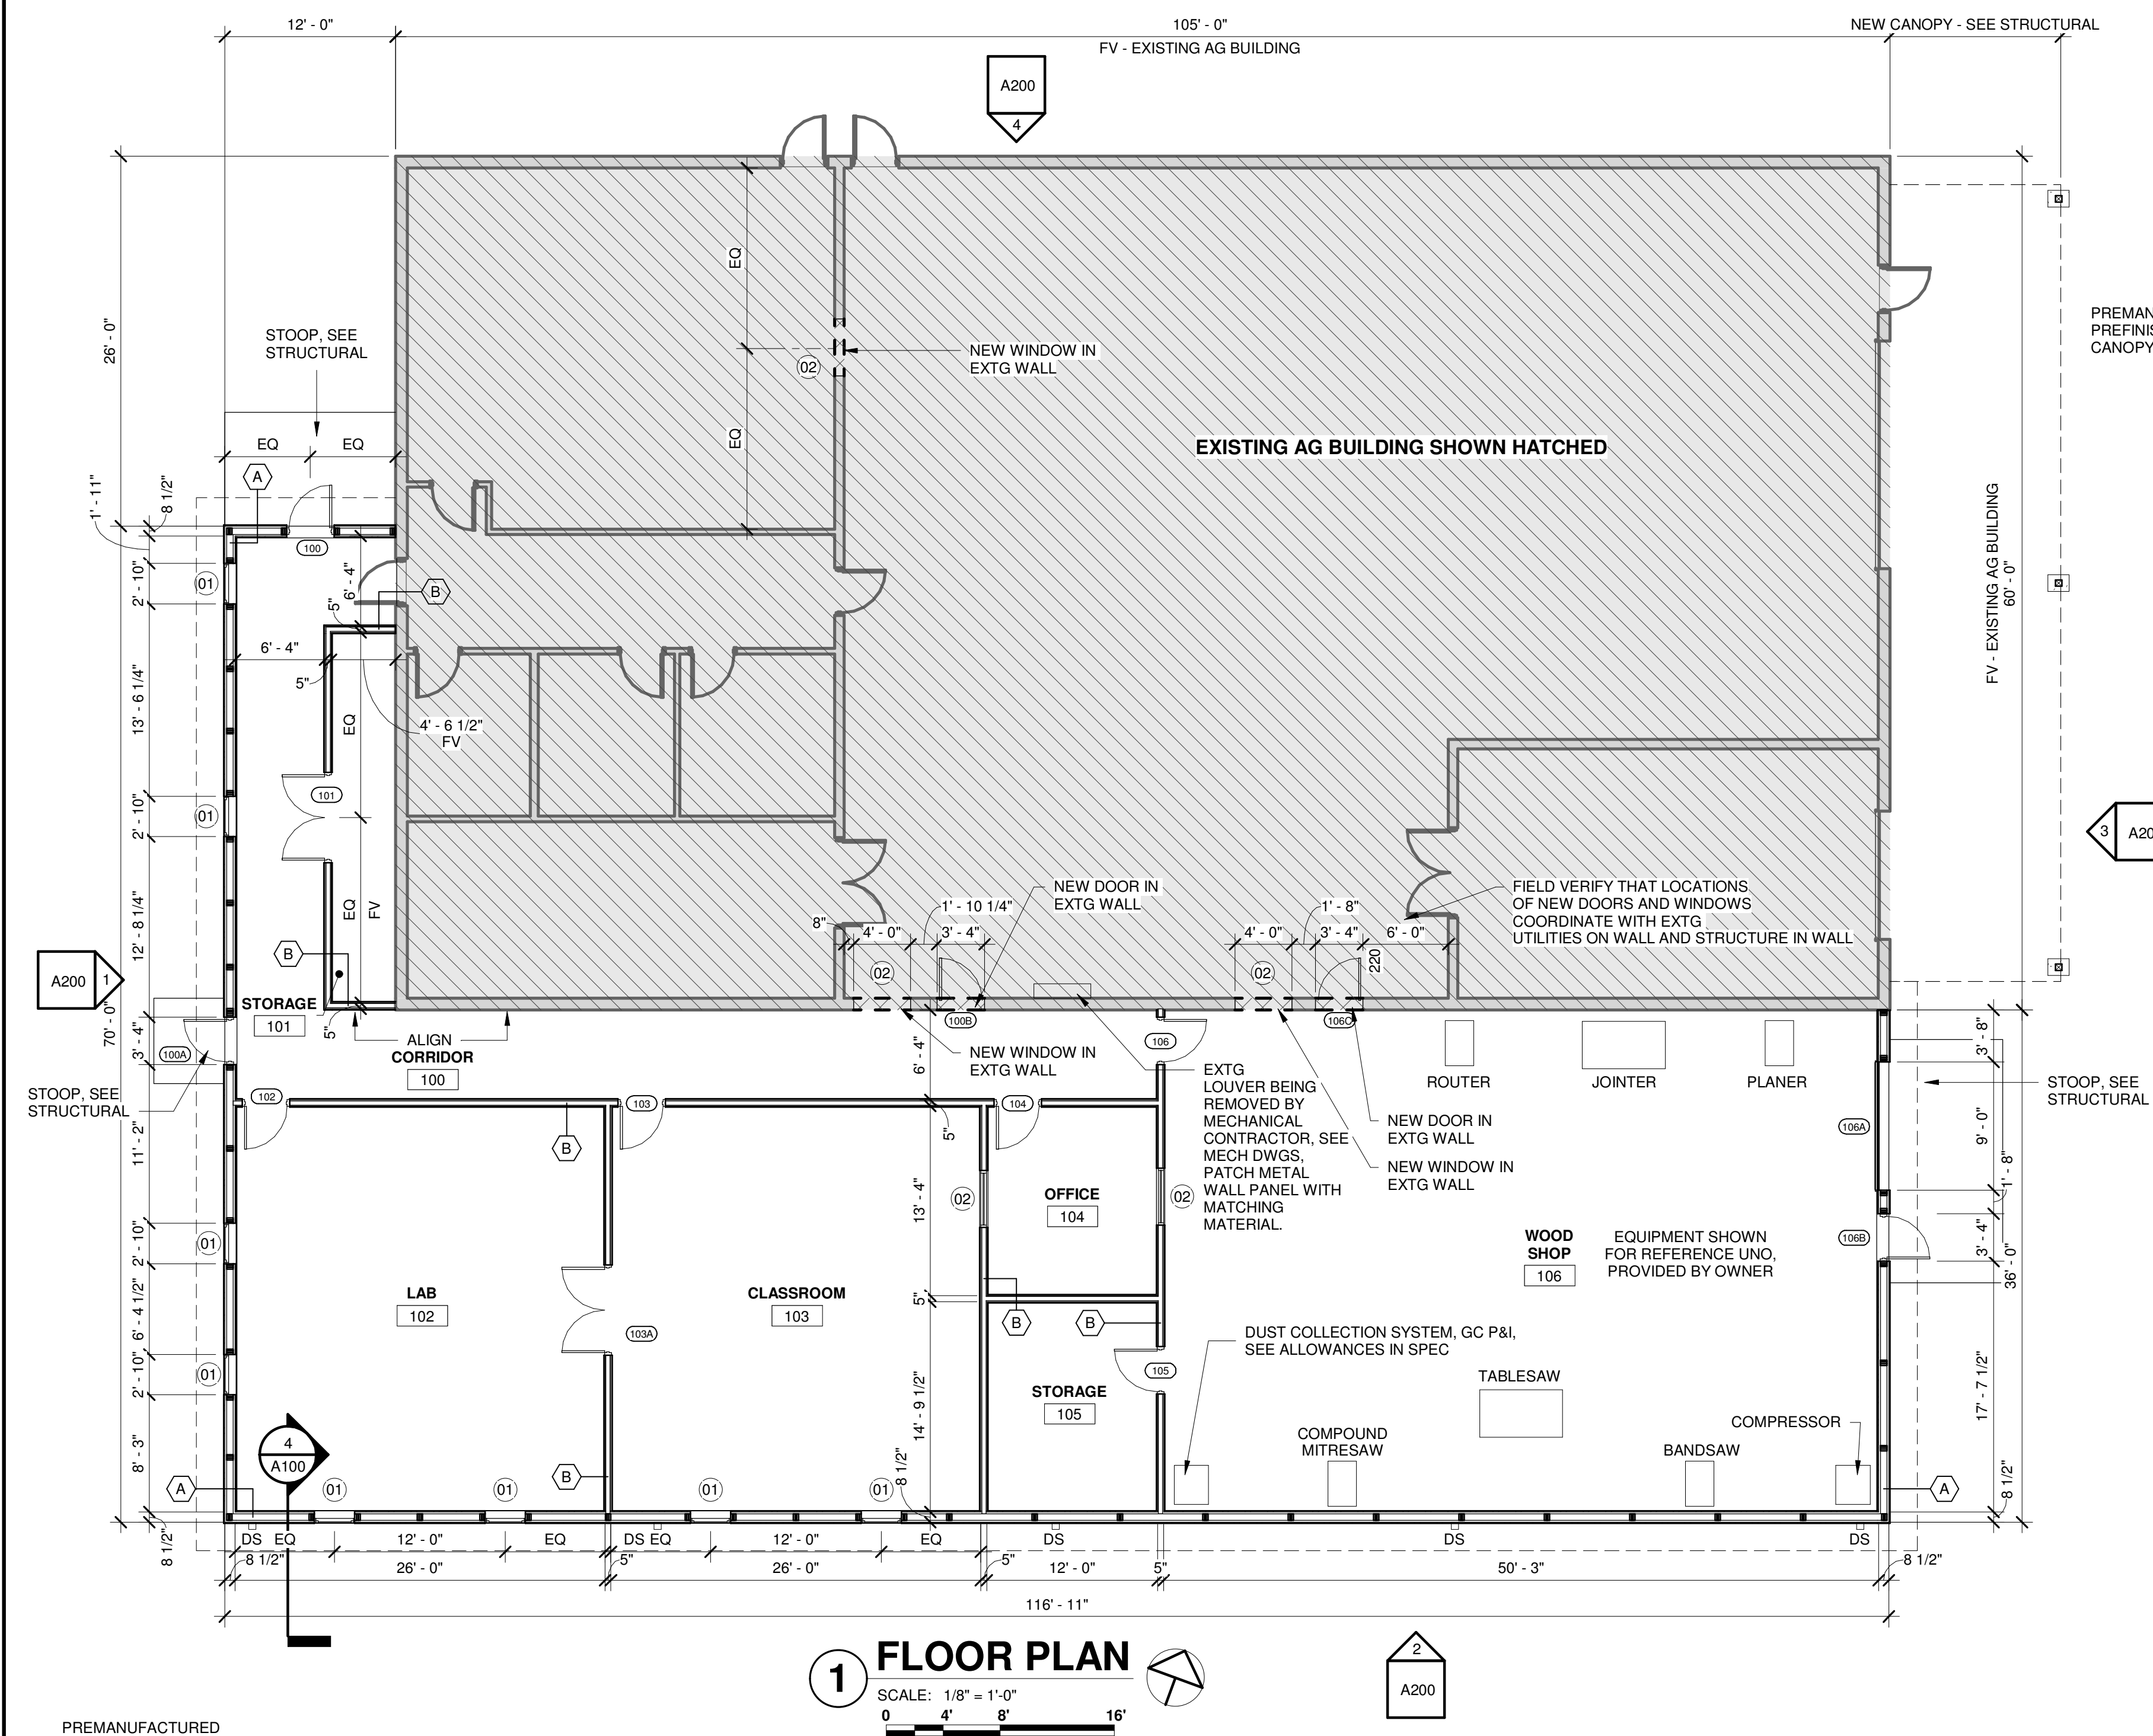 12' - 0"
105' - 0"
NEW CANOPY - SEE STRUCTURAL
FV - EXISTING AG BUILDING
A200
4
26' - 0"
STOOP, SEE
STRUCTURAL
EQ
EQ
EQ
EQ
NEW WINDOW IN
EXTG WALL
02
PREMAN
PREFINIS
CANOPY
EXISTING AG BUILDING SHOWN HATCHED
FV - EXISTING AG BUILDING
60' - 0"
A
1' - 11"
8 1/2"
100
01
2' - 10"
6' - 4"
5"
B
6' - 4"
5"
13' - 6 1/4"
EQ
4' - 6 1/2"
FV
101
01
2' - 10"
12' - 8 1/4"
EQ
FV
B
A200
1
70' - 0"
3
A20
NEW DOOR IN
EXTG WALL
FIELD VERIFY THAT LOCATIONS
OF NEW DOORS AND WINDOWS
COORDINATE WITH EXTG
UTILITIES ON WALL AND STRUCTURE IN WALL
8"
1' - 10 1/4"
4' - 0"
3' - 4"
1' - 8"
4' - 0"
3' - 4"
6' - 0"
02
02
220
100B
106C
STORAGE
101
5"
ALIGN
CORRIDOR
100
3' - 4"
100A
STOOP, SEE
STRUCTURAL
NEW WINDOW IN
EXTG WALL
6' - 4"
106
EXTG
LOUVER BEING
REMOVED BY
MECHANICAL
CONTRACTOR, SEE
MECH DWGS,
PATCH METAL
WALL PANEL WITH
MATCHING
MATERIAL.
ROUTER
JOINTER
PLANER
3' - 8"
STOOP, SEE
STRUCTURAL
NEW DOOR IN
EXTG WALL
NEW WINDOW IN
EXTG WALL
102
103
104
5"
B
11' - 2"
106A
9' - 0"
1' - 8"
13' - 4"
02
02
OFFICE
104
01
2' - 10"
106B
3' - 4"
36' - 0"
WOOD
SHOP
106
EQUIPMENT SHOWN
FOR REFERENCE UNO,
PROVIDED BY OWNER
LAB
102
CLASSROOM
103
5"
B
B
103A
6' - 4 1/2"
01
2' - 10"
DUST COLLECTION SYSTEM, GC P&I,
SEE ALLOWANCES IN SPEC
105
STORAGE
105
TABLESAW
14' - 9 1/2"
17' - 7 1/2"
COMPRESSOR
COMPOUND
MITRESAW
BANDSAW
4
A100
8' - 3"
B
8 1/2"
8 1/2"
A
01
01
01
01
A
8 1/2"
DS
EQ
12' - 0"
EQ
DS
EQ
12' - 0"
EQ
DS
DS
DS
8 1/2"
26' - 0"
5"
26' - 0"
5"
12' - 0"
5"
50' - 3"
8 1/2"
116' - 11"
1
FLOOR PLAN
SCALE: 1/8" = 1'-0"
0 4' 8' 16'
2
A200
PREMANUFACTURED